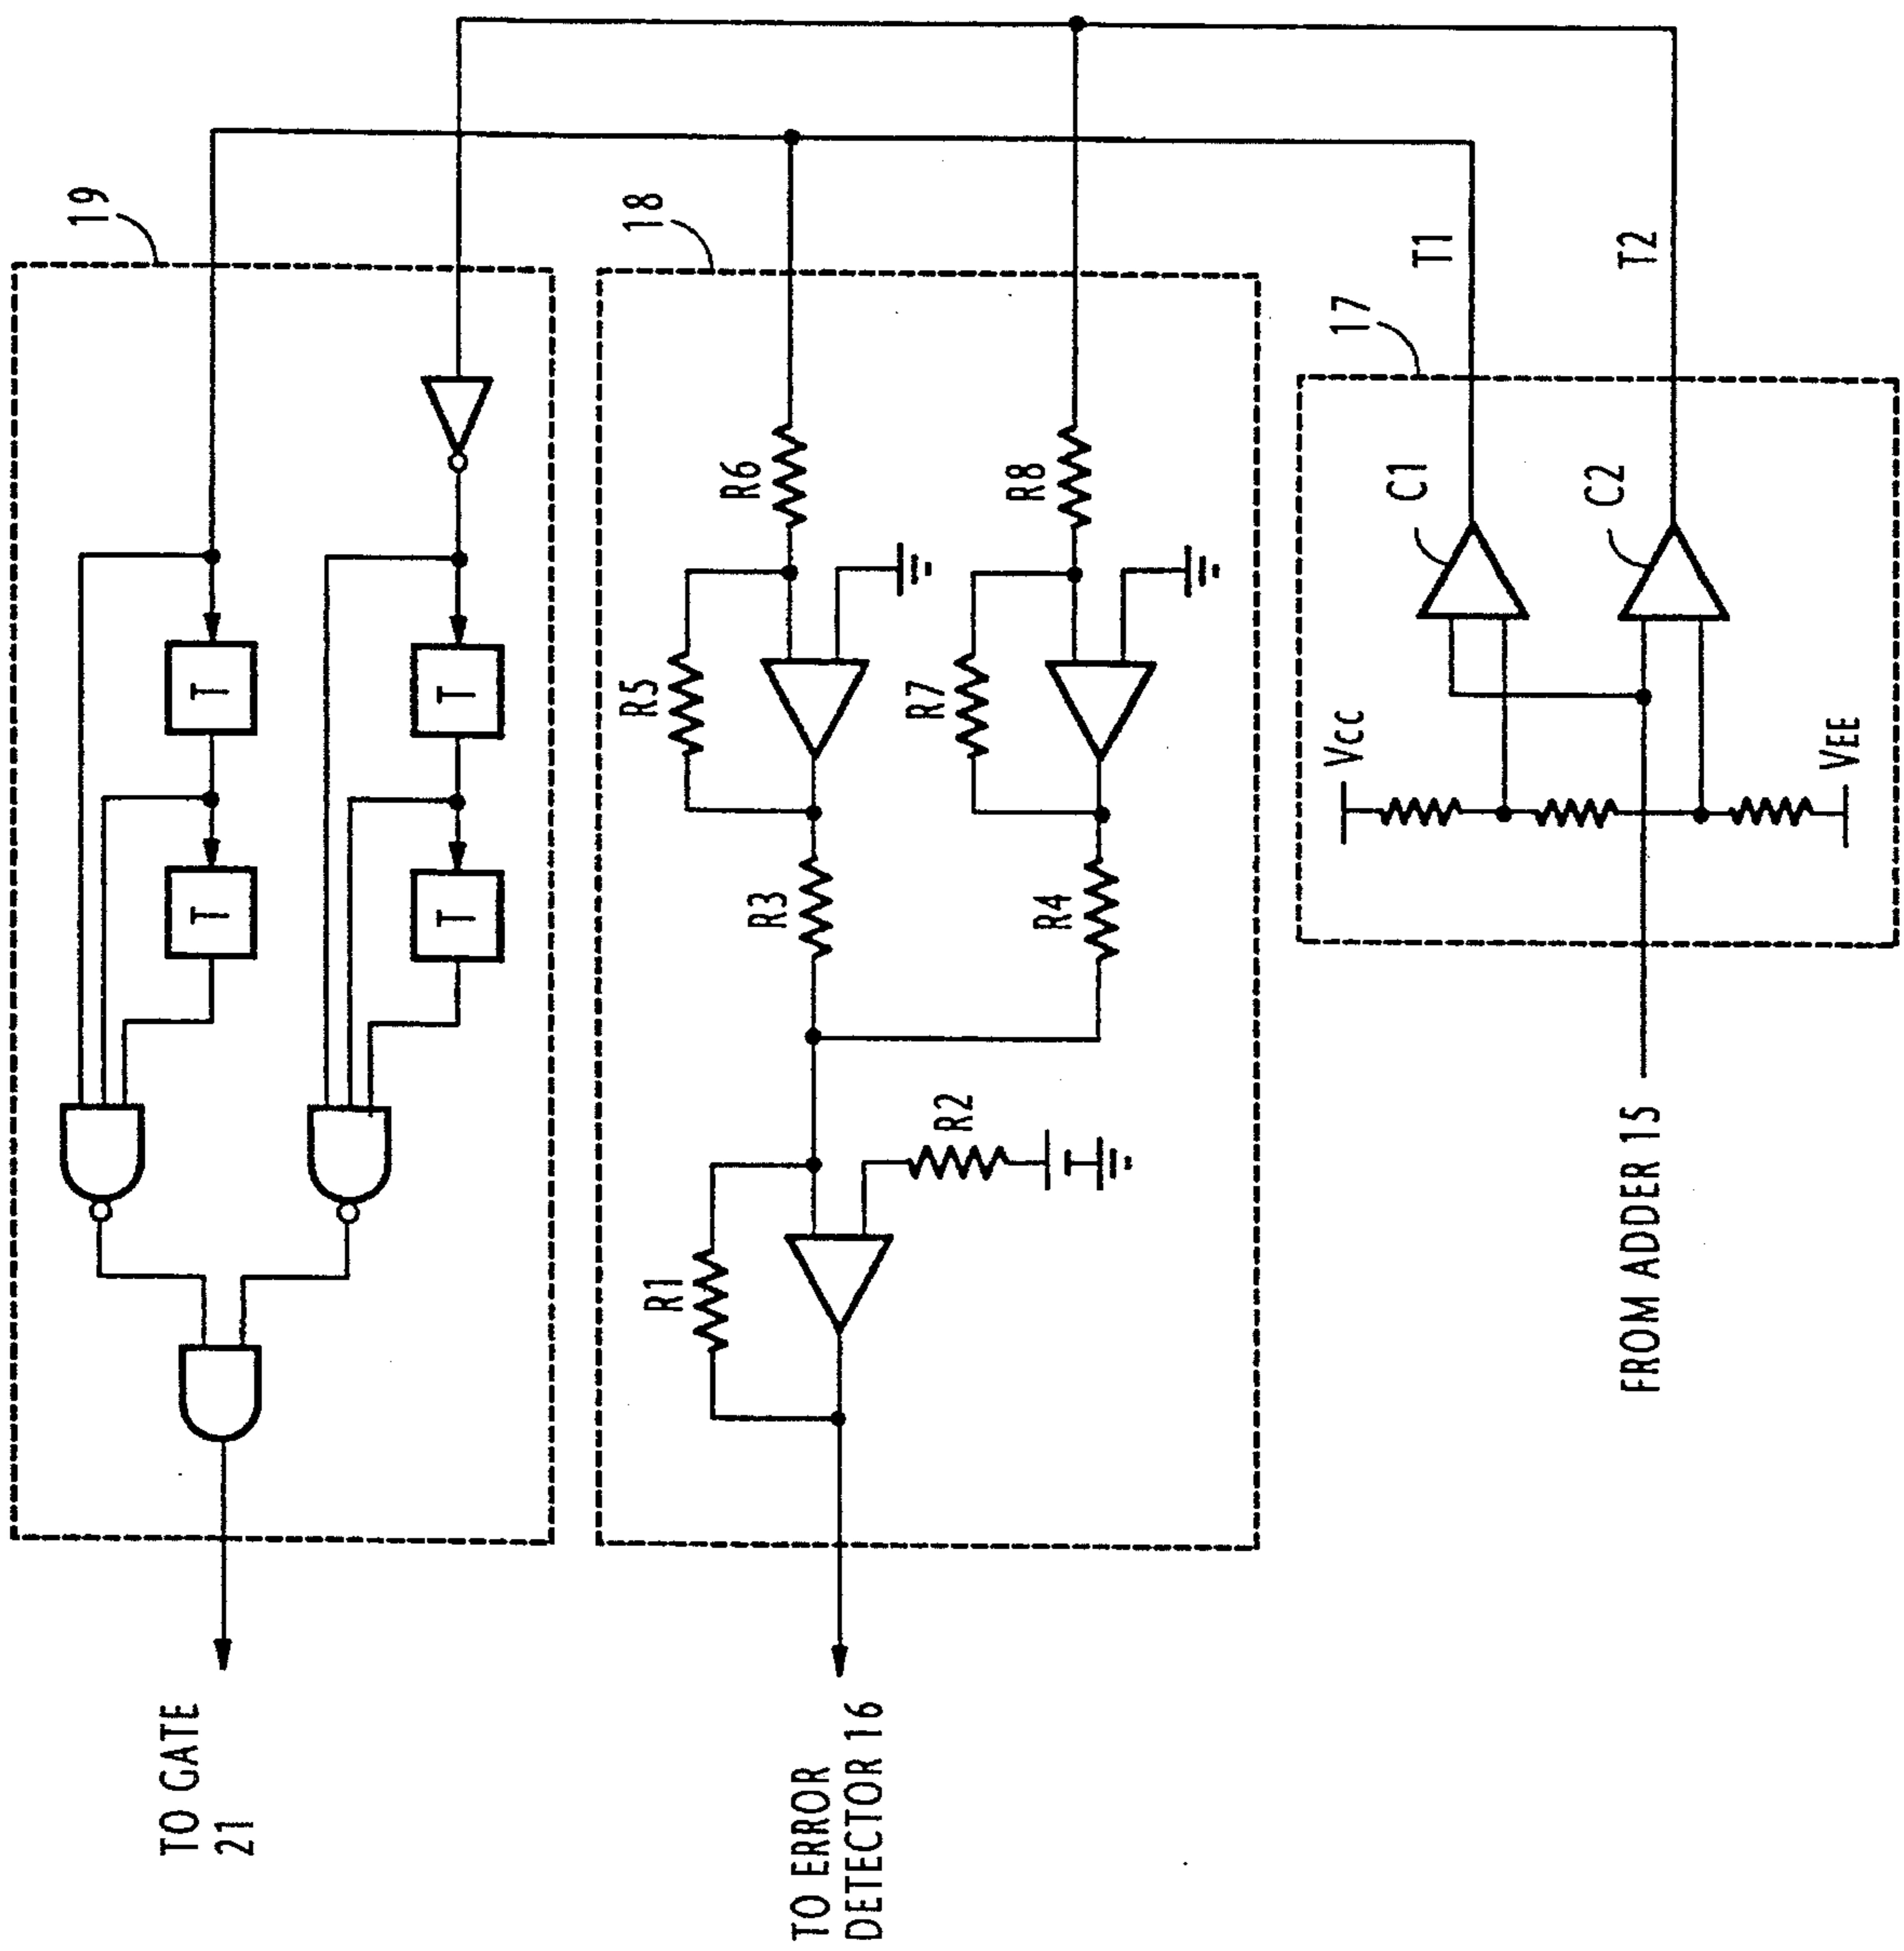 19
T
T
T
T
TO GATE
21
18
R6
R5
R8
R7
R3
R4
R2
R1
TO ERROR
DETECTOR 16
T1
T2
17
C1
C2
VCC
VEE
FROM ADDER 15